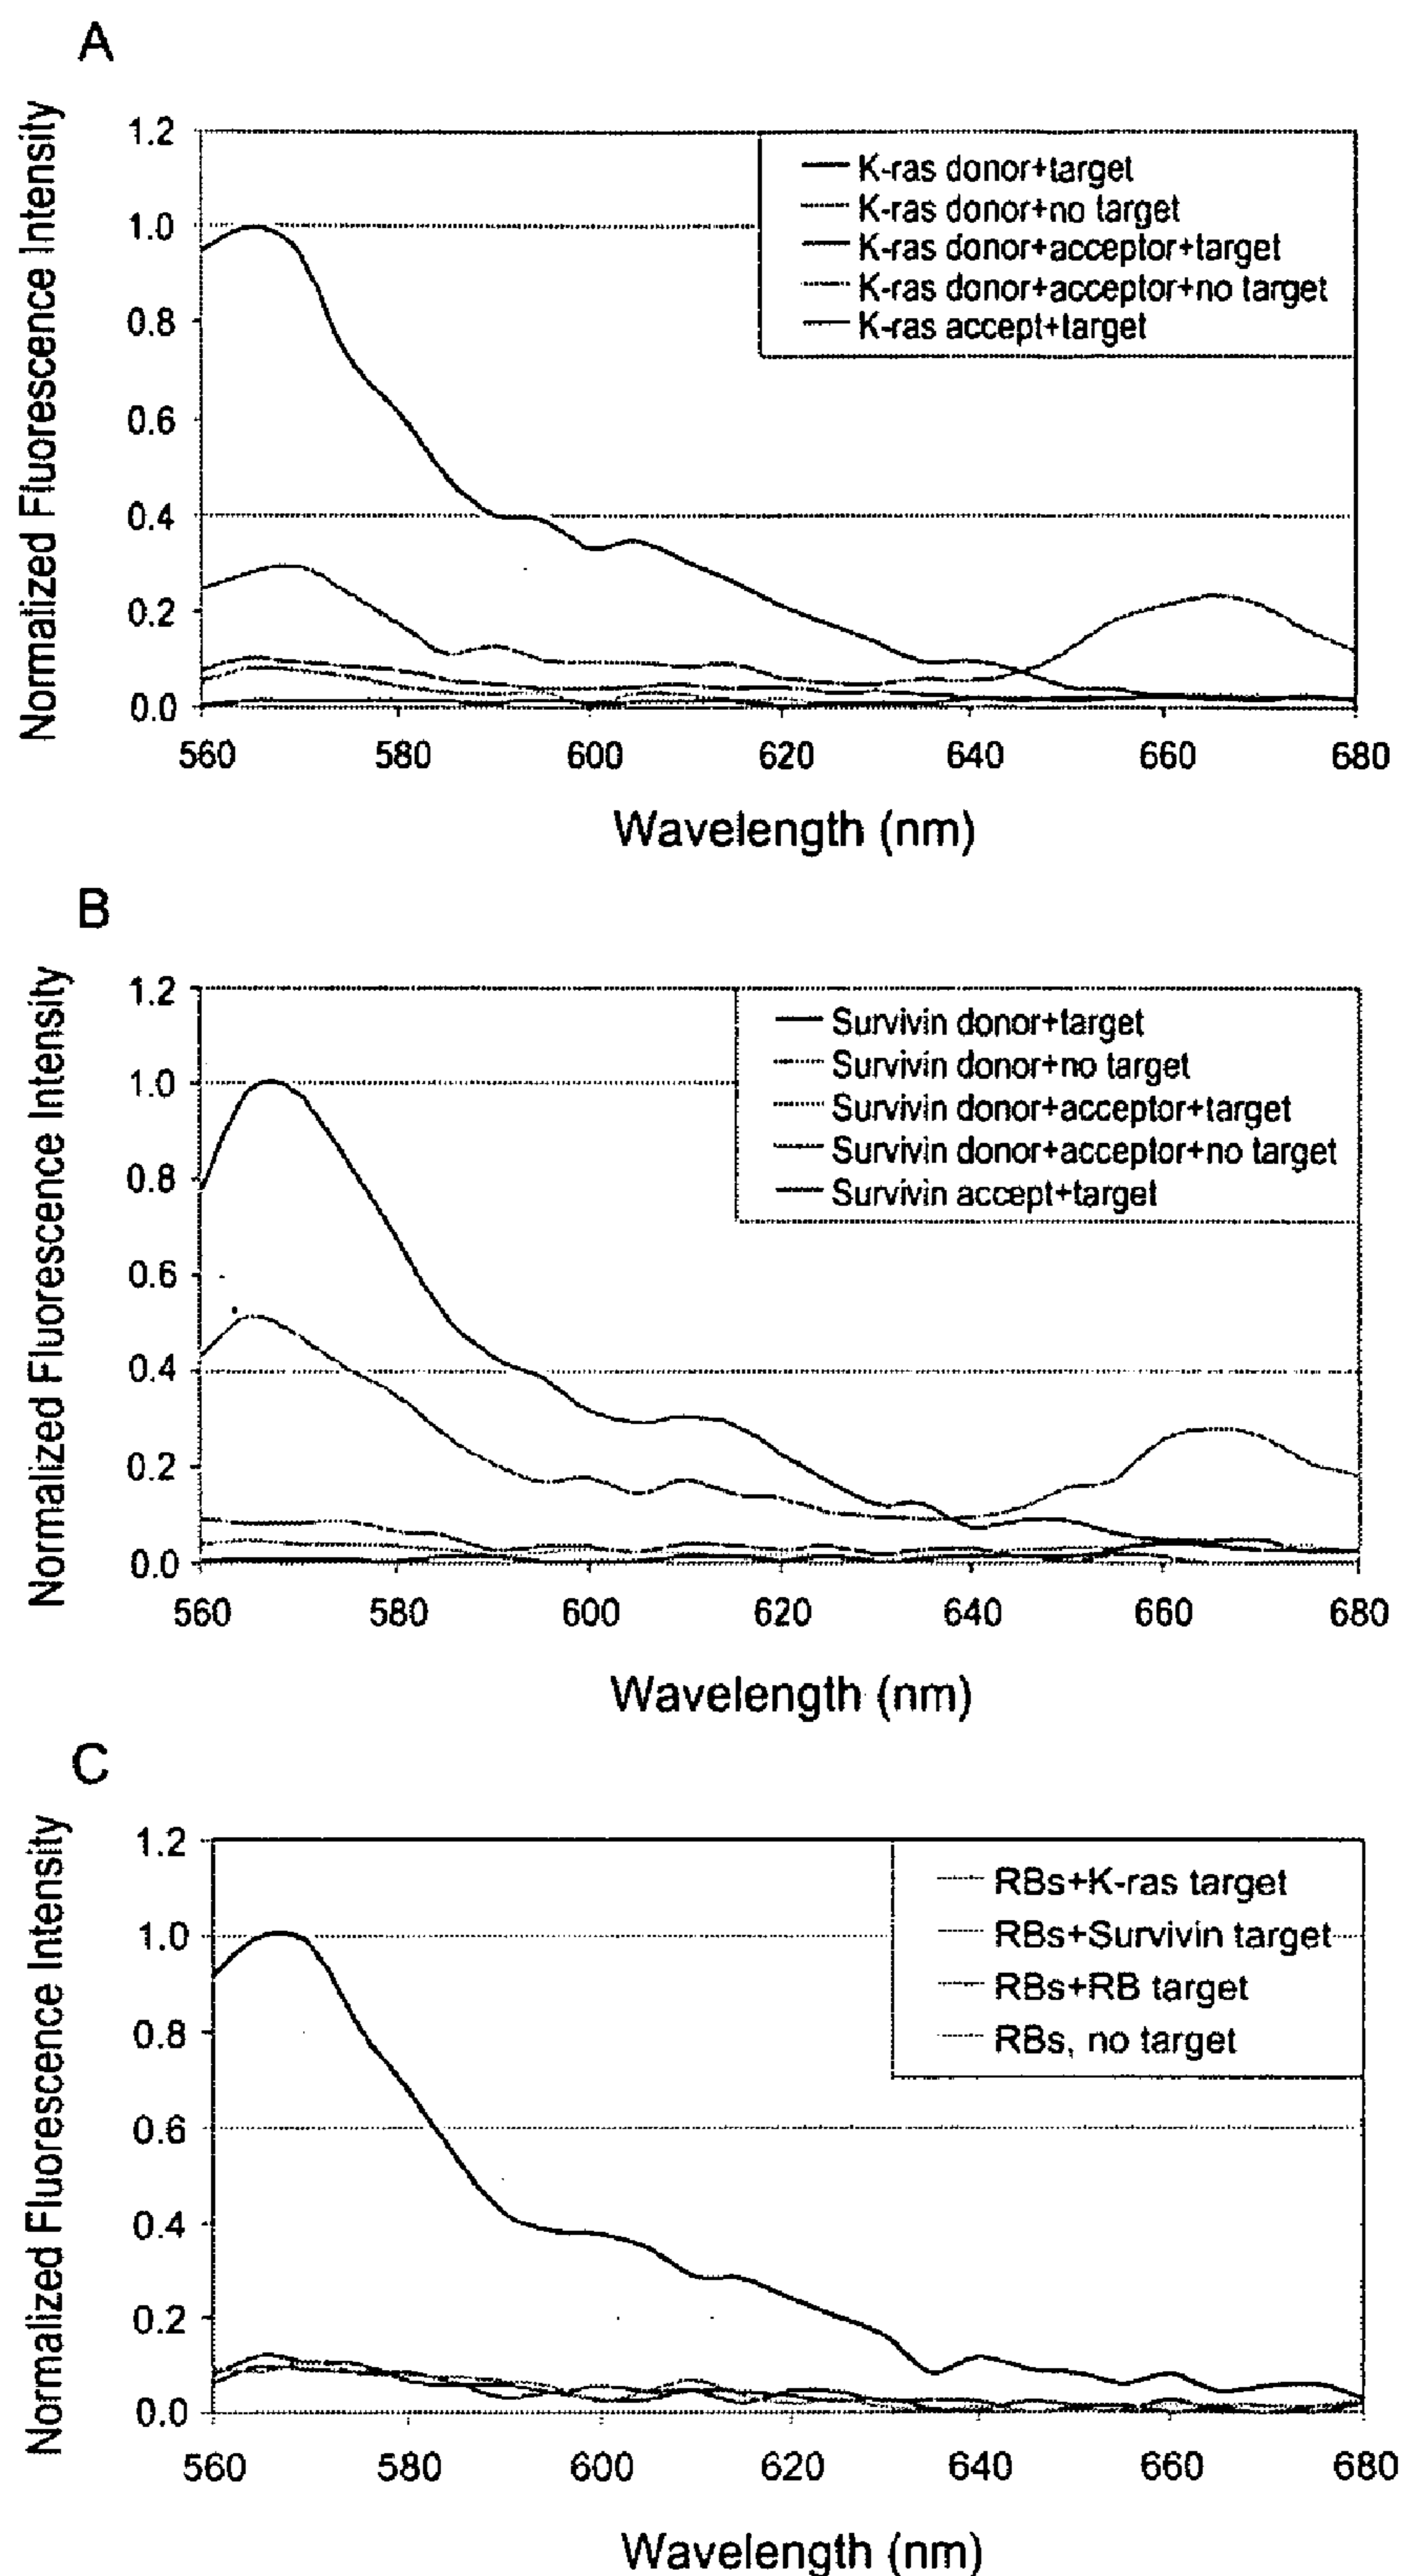 A
Normalized Fluorescence Intensity
1.2
1.0
0.8
0.6
0.4
0.2
0.0
K-ras donor+target
K-ras donor+no target
K-ras donor+acceptor+target
K-ras donor+acceptor+no target
K-ras accept+target
560 580 600 620 640 660 680
Wavelength (nm)
B
Normalized Fluorescence Intensity
1.2
1.0
0.8
0.6
0.4
0.2
0.0
Survivin donor+target
Survivin donor+no target
Survivin donor+acceptor+target
Survivin donor+acceptor+no target
Survivin accept+target
560 580 600 620 640 660 680
Wavelength (nm)
C
Normalized Fluorescence Intensity
1.2
1.0
0.8
0.6
0.4
0.2
0.0
RBs+K-ras target
RBs+Survivin target
RBs+RB target
RBs, no target
560 580 600 620 640 660 680
Wavelength (nm)